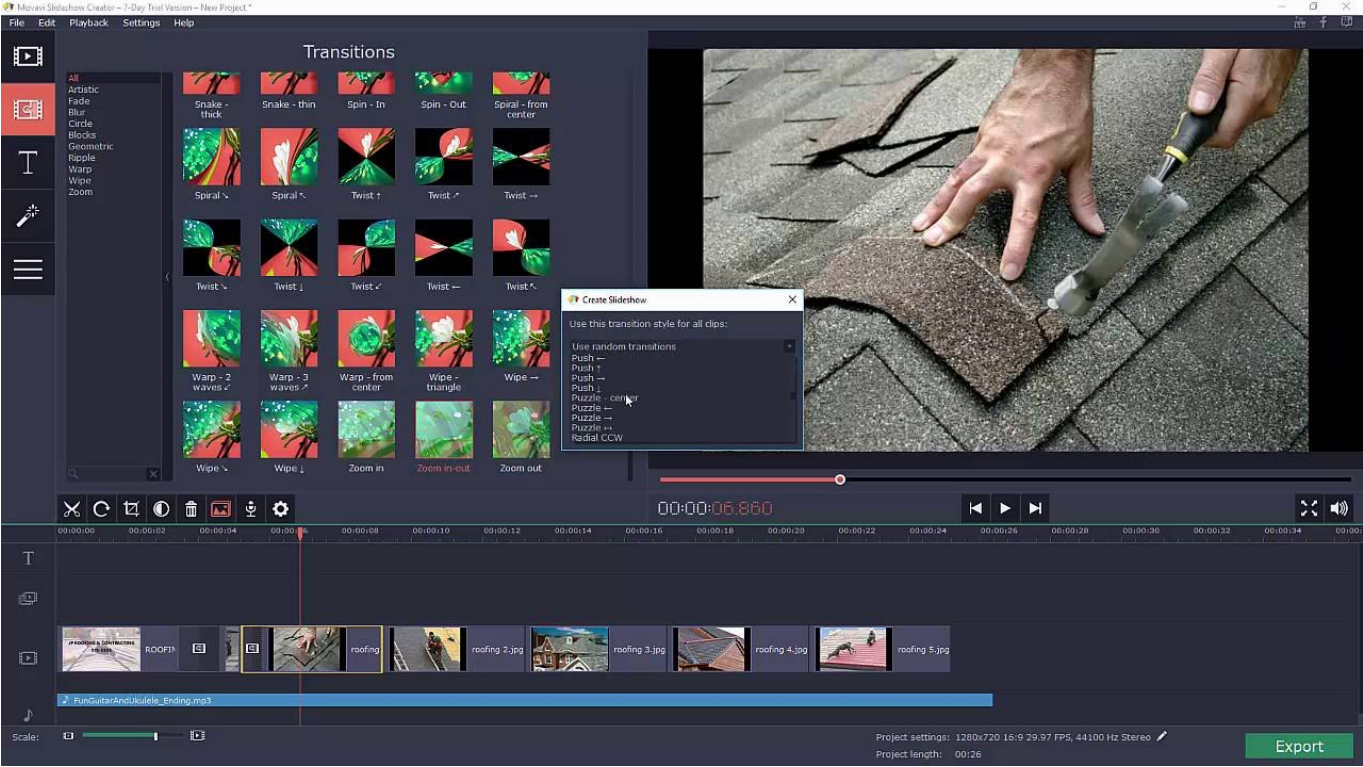 Movavi Slideshow Creator – 7-Day Trial Version – New Project *
File Edit Playback Settings Help
Transitions
All
Artistic
Fade
Blur
Circle
Blocks
Geometric
Ripple
Warp
Wipe
Zoom
Snake - thick
Snake - thin
Spin - In
Spin - Out
Spiral - from center
Spiral ↘
Spiral ↖
Twist ↑
Twist ↗
Twist →
Twist ↘
Twist ↓
Twist ↙
Twist ←
Twist ↖
Warp - 2 waves ↙
Warp - 3 waves ↗
Warp - from center
Wipe - triangle
Wipe →
Wipe ↘
Wipe ↓
Zoom in
Zoom in-out
Zoom out
Create Slideshow
Use this transition style for all clips:
Use random transitions
Push ←
Push ↑
Push →
Push ↓
Puzzle - center
Puzzle ←
Puzzle →
Puzzle ↔
Radial CCW
00:00:06.860
00:00:00 00:00:02 00:00:04 00:00:08 00:00:10 00:00:12 00:00:14 00:00:16 00:00:18 00:00:20 00:00:22 00:00:24 00:00:26 00:00:28 00:00:30 00:00:32 00:00:34
JP ROOFING & CONTRACTORS
ROOFIN
roofing
roofing 2.jpg
roofing 3.jpg
roofing 4.jpg
roofing 5.jpg
FunGuitarAndUkulele_Ending.mp3
Scale:
Project settings: 1280x720 16:9 29.97 FPS, 44100 Hz Stereo
Project length: 00:26
Export